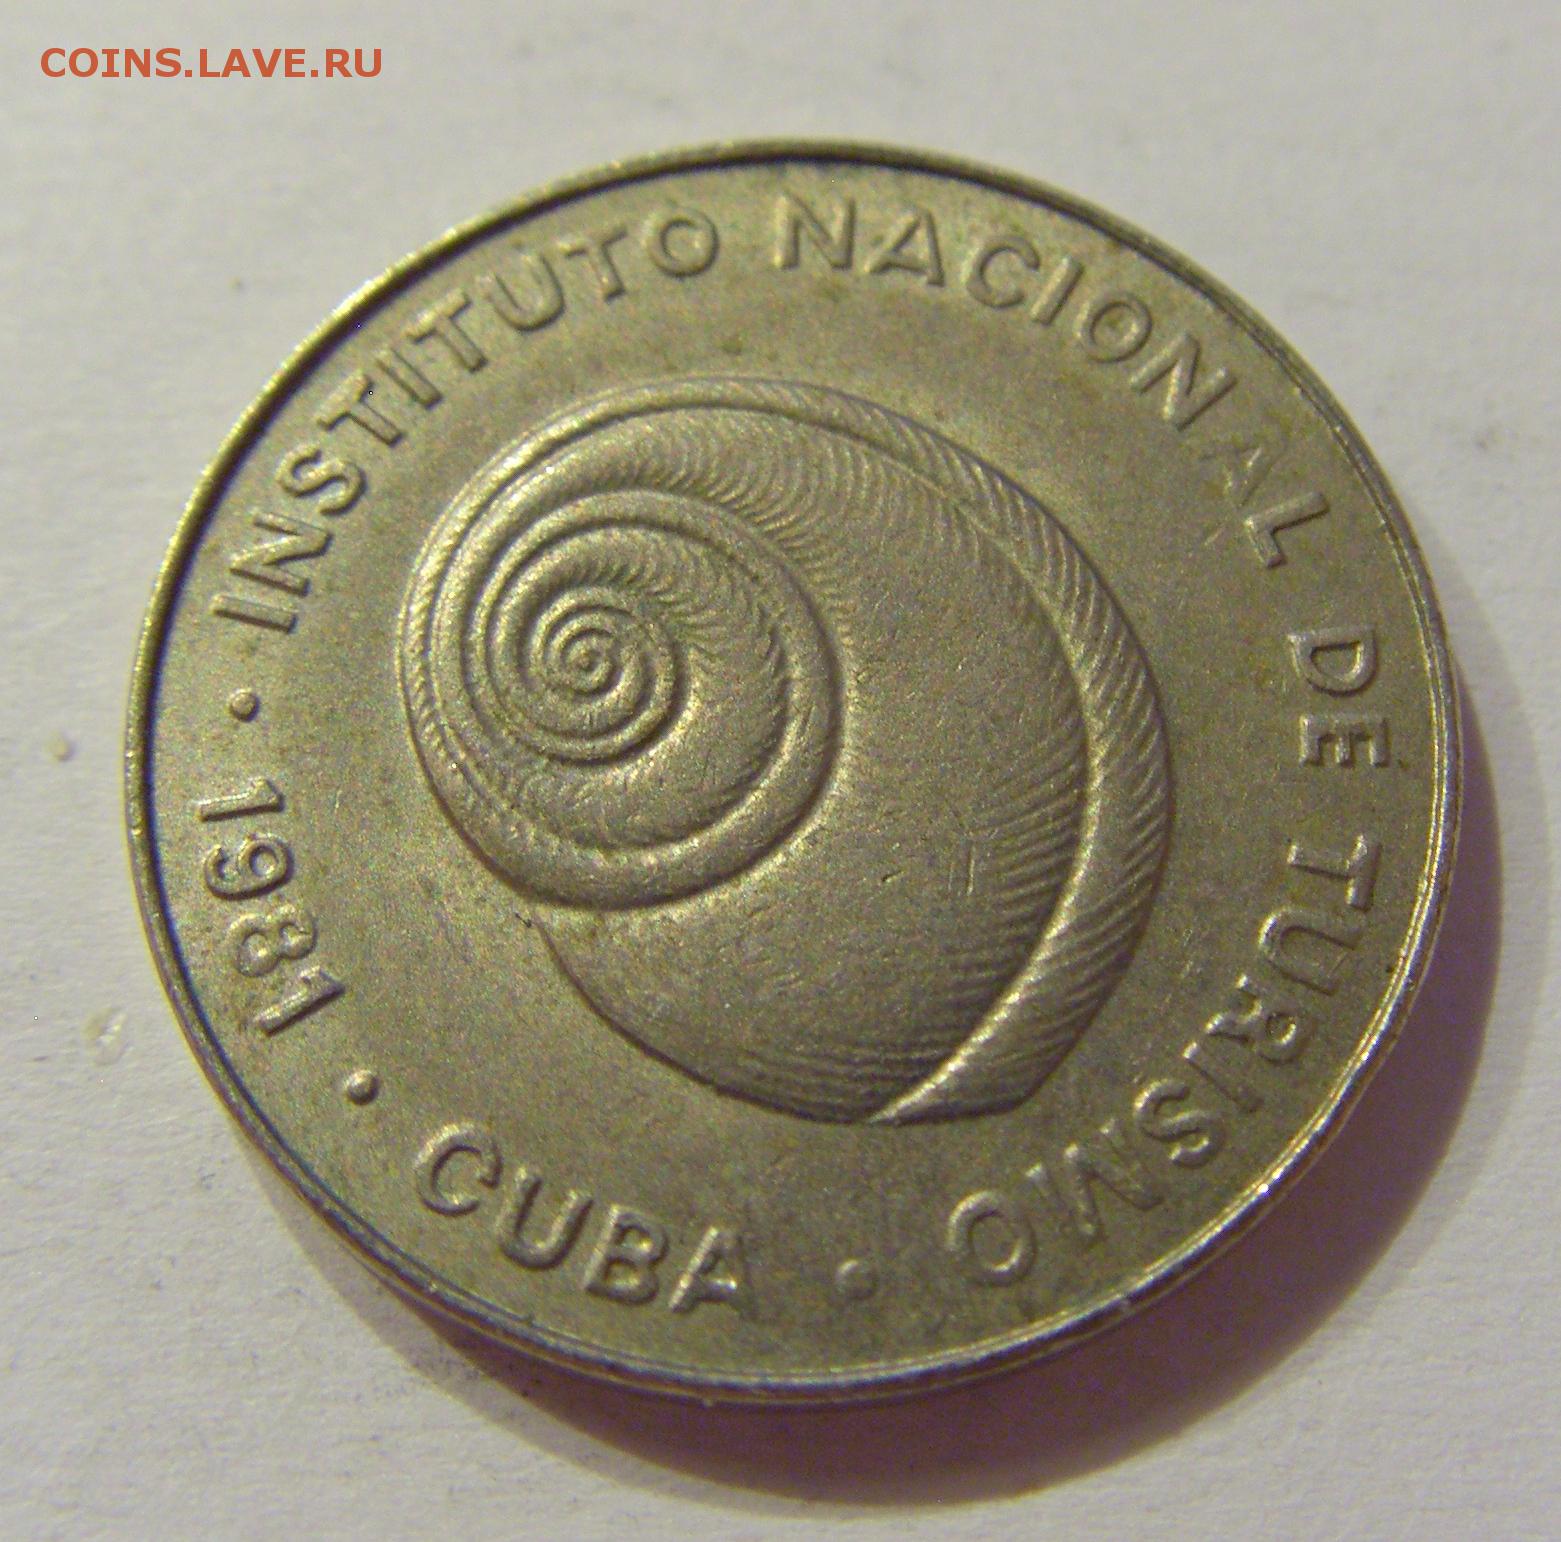 COINS.LAVE.RU
· INSTITUTO NACIONAL DE TURISMO · CUBA · 1981